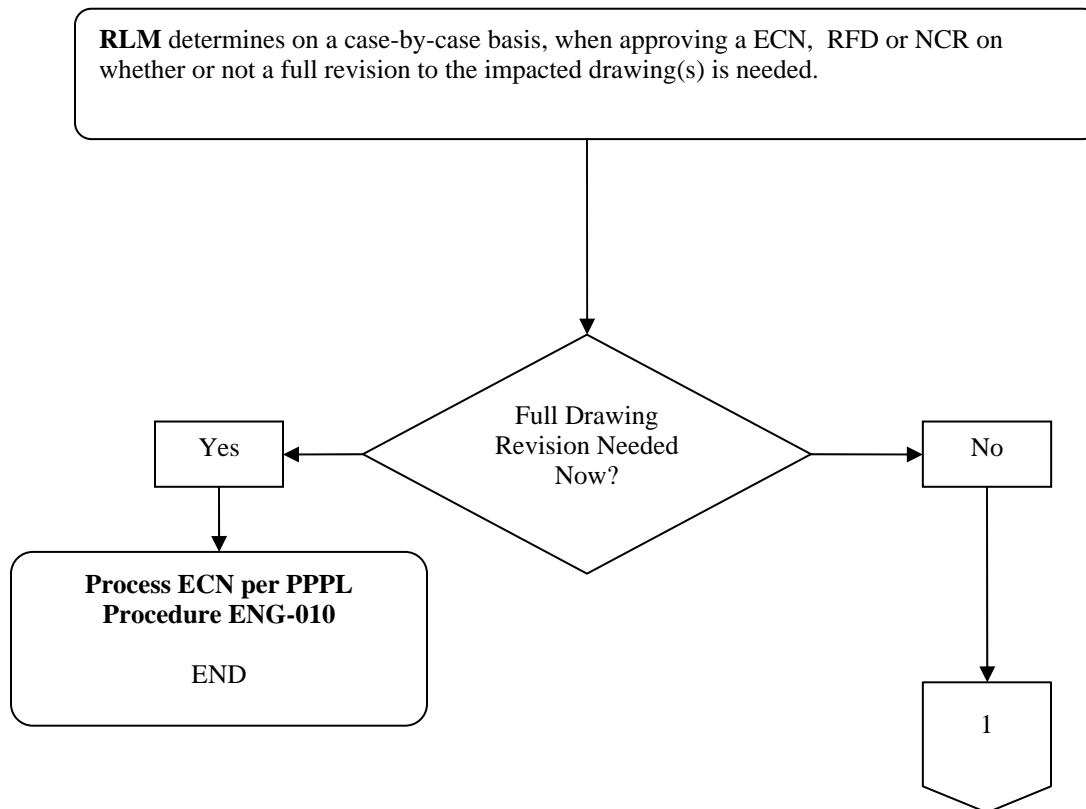 RLM determines on a case-by-case basis, when approving a ECN, RFD or NCR on
whether or not a full revision to the impacted drawing(s) is needed.
Full Drawing
Revision Needed
Now?
Yes
No
Process ECN per PPPL
Procedure ENG-010
END
1